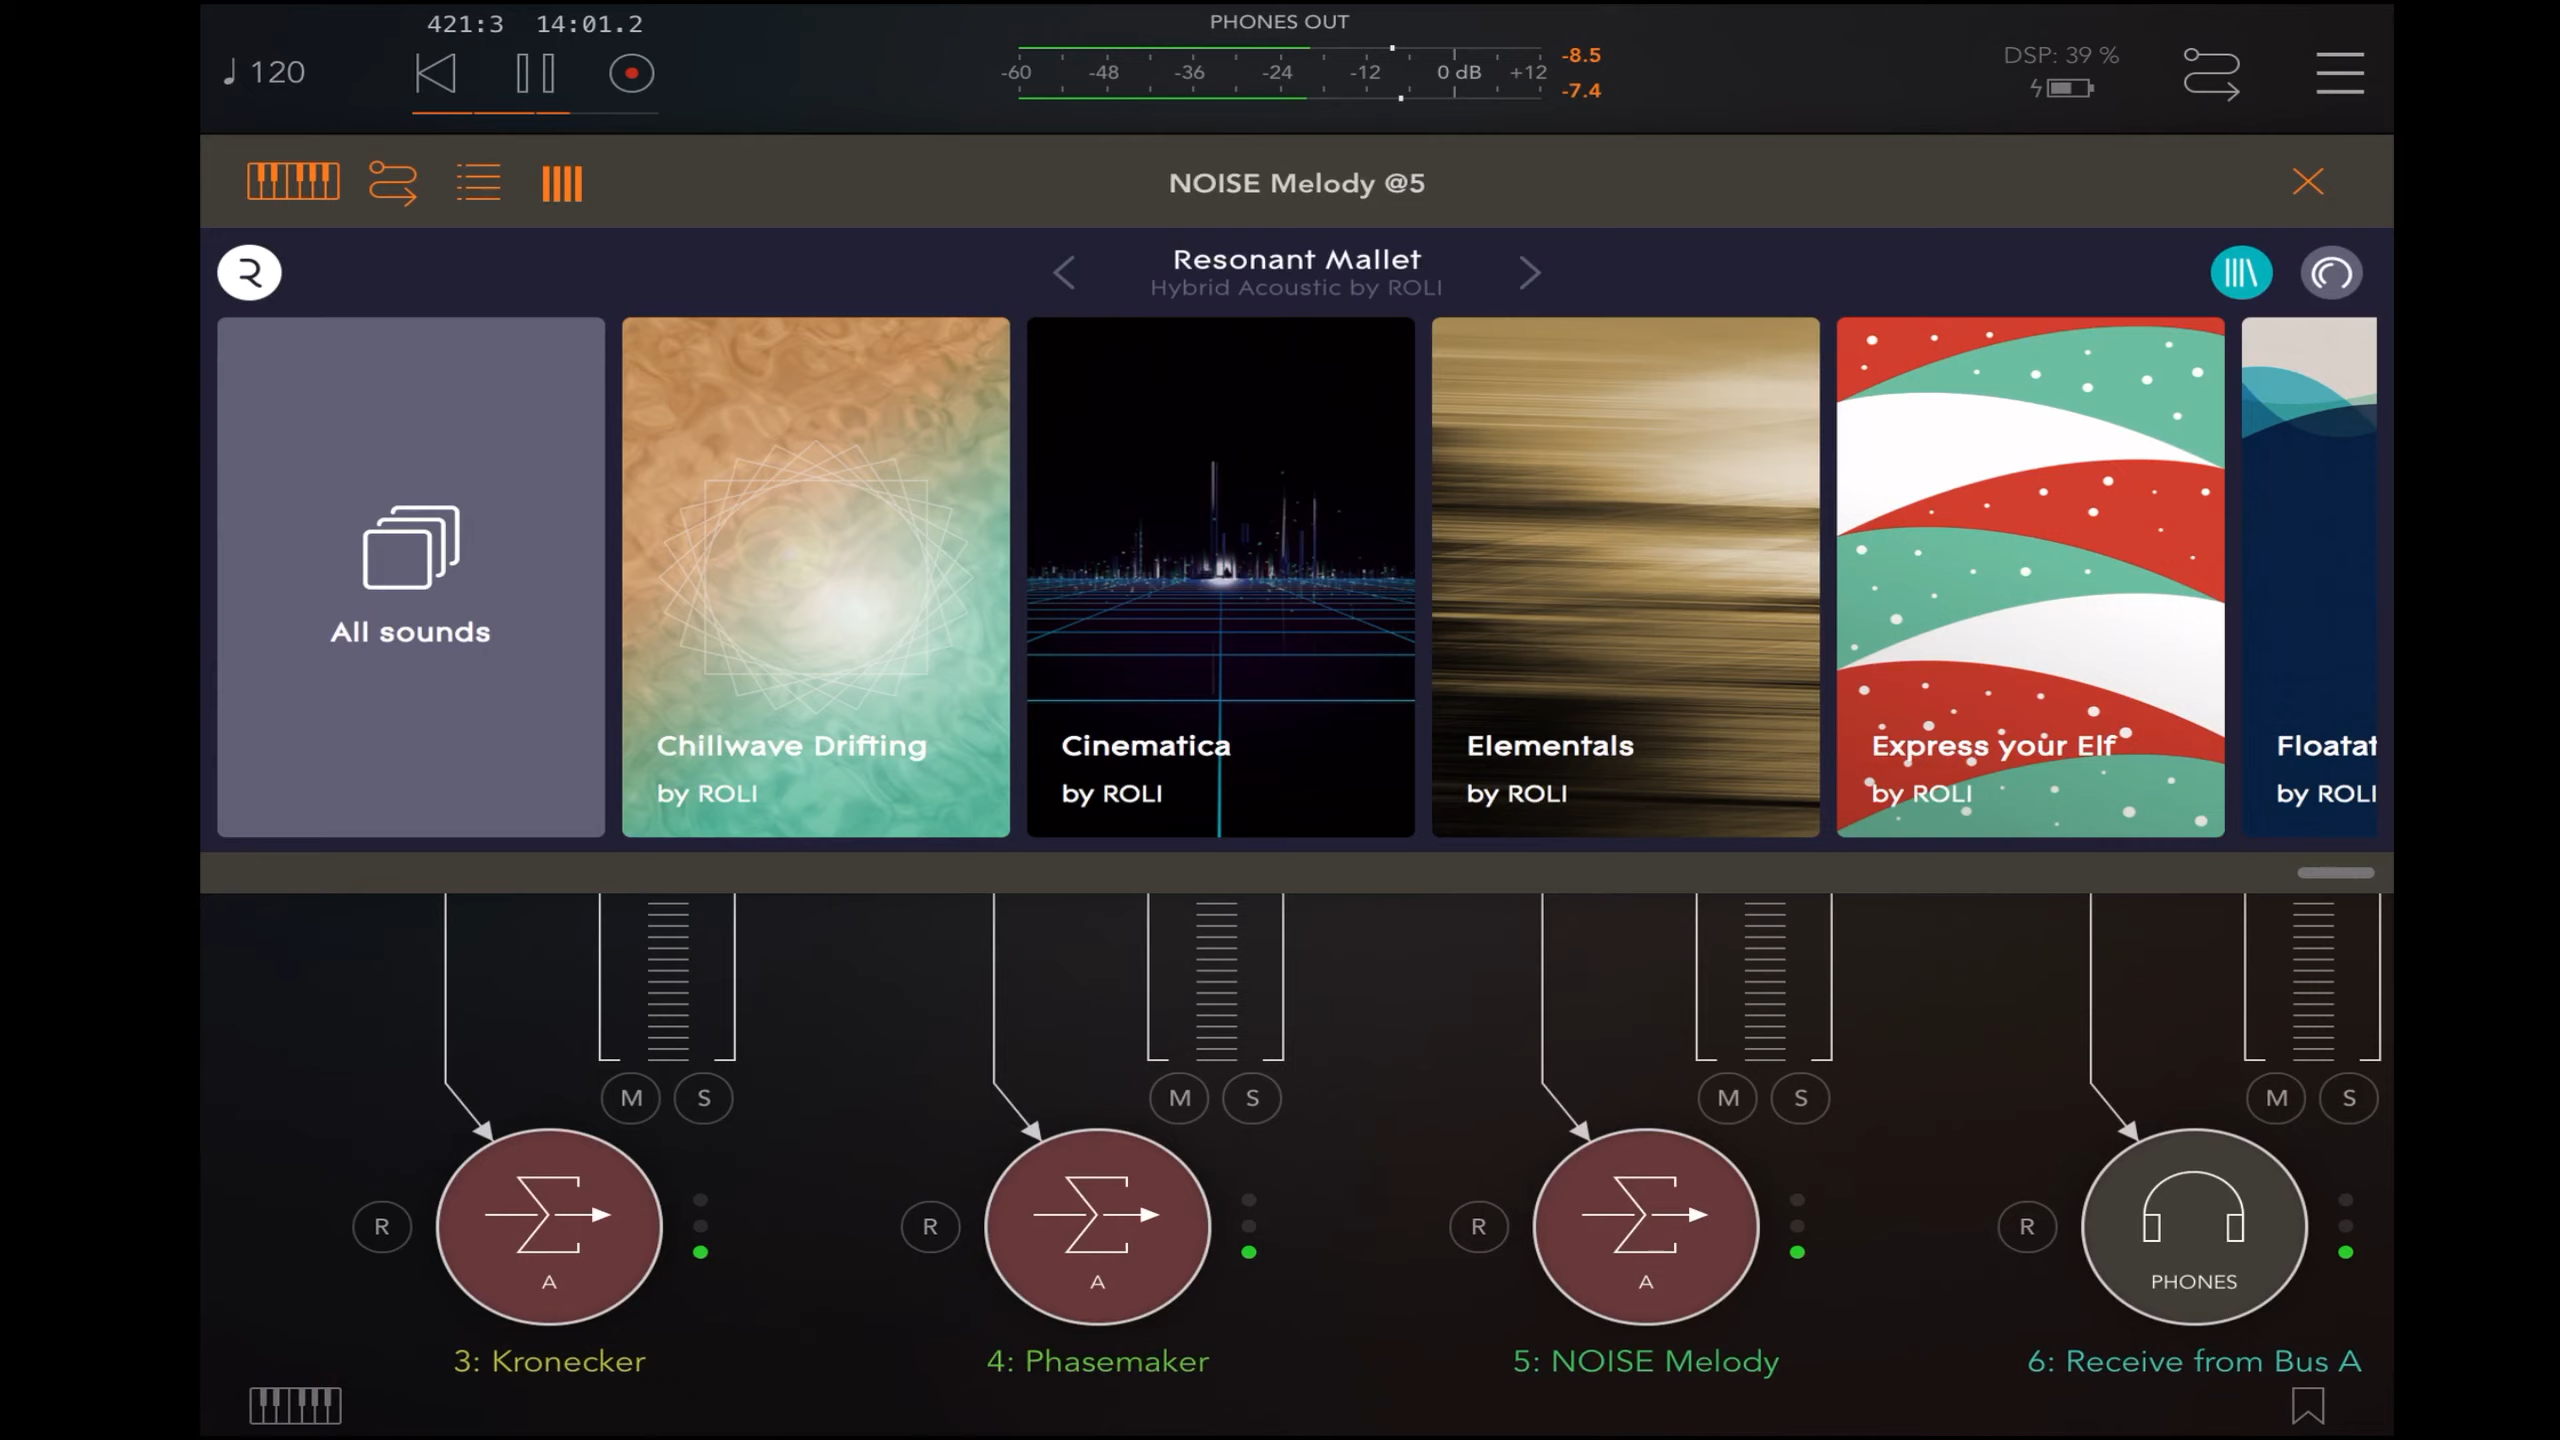 421:3 14:01.2
PHONES OUT
♩ 120
-60 -48 -36 -24 -12 0 dB +12
-8.5
-7.4
DSP: 39 %
NOISE Melody @5
R
Resonant Mallet
Hybrid Acoustic by ROLI
All sounds
Chillwave Drifting
by ROLI
Cinematica
by ROLI
Elementals
by ROLI
Express your Elf
by ROLI
Floatat
by ROLI
M S M S M S M S
R A R A R A R PHONES
3: Kronecker
4: Phasemaker
5: NOISE Melody
6: Receive from Bus A